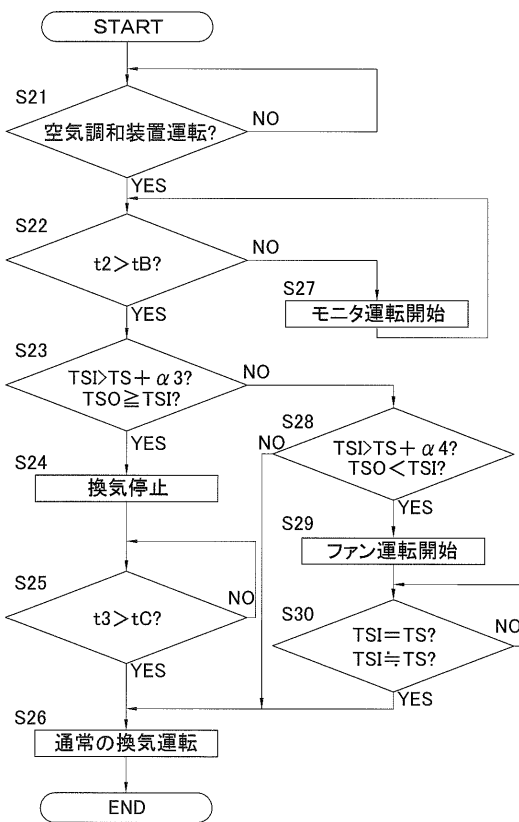 START
S21
空気調和装置運転?
NO
YES
S22
t2>tB?
NO
YES
S27
モニタ運転開始
S23
TSI>TS+α3?
TSO≧TSI?
NO
YES
S28
TSI>TS+α4?
TSO<TSI?
NO
YES
S24
換気停止
S29
ファン運転開始
S25
t3>tC?
NO
YES
S30
TSI=TS?
TSI≒TS?
NO
YES
S26
通常の換気運転
END